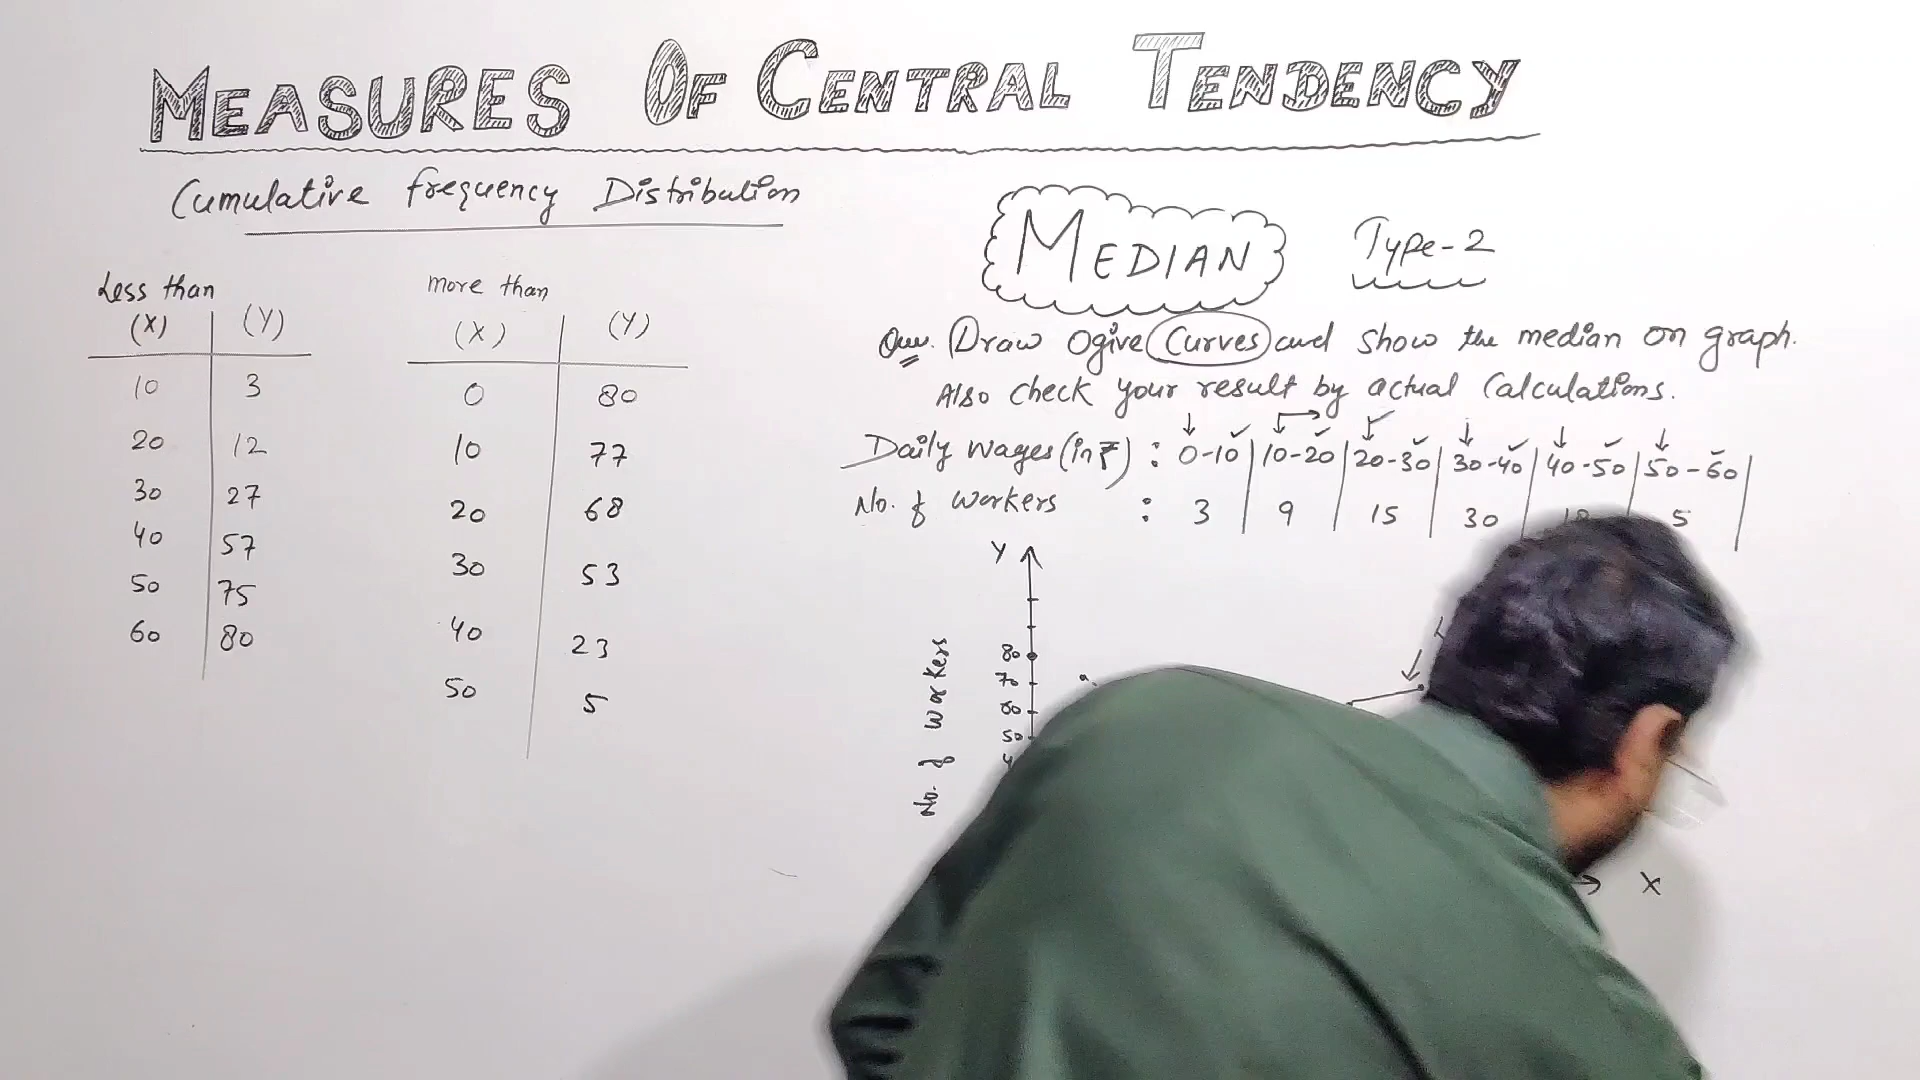 MEASURES OF CENTRAL TENDENCY
Cumulative frequency Distribution
Less than
(X) (Y)
10 3
20 12
30 27
40 57
50 75
60 80
more than
(X) (Y)
0 80
10 77
20 68
30 53
40 23
50 5
MEDIAN Type-2
Que. Draw Ogive Curves and show the median on graph.
Also check your result by actual Calculations.
Daily wages (in ₹) : 0-10 10-20 20-30 30-40 40-50 50-60
No. of workers : 3 9 15 30 5
Y
80
70
60
50
No. of workers
X